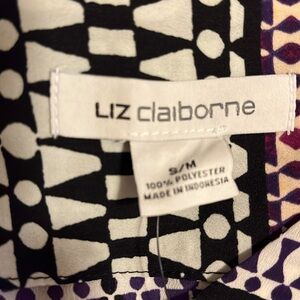 LIZ claiborne
S/M
100% POLYESTER
MADE IN INDONESIA